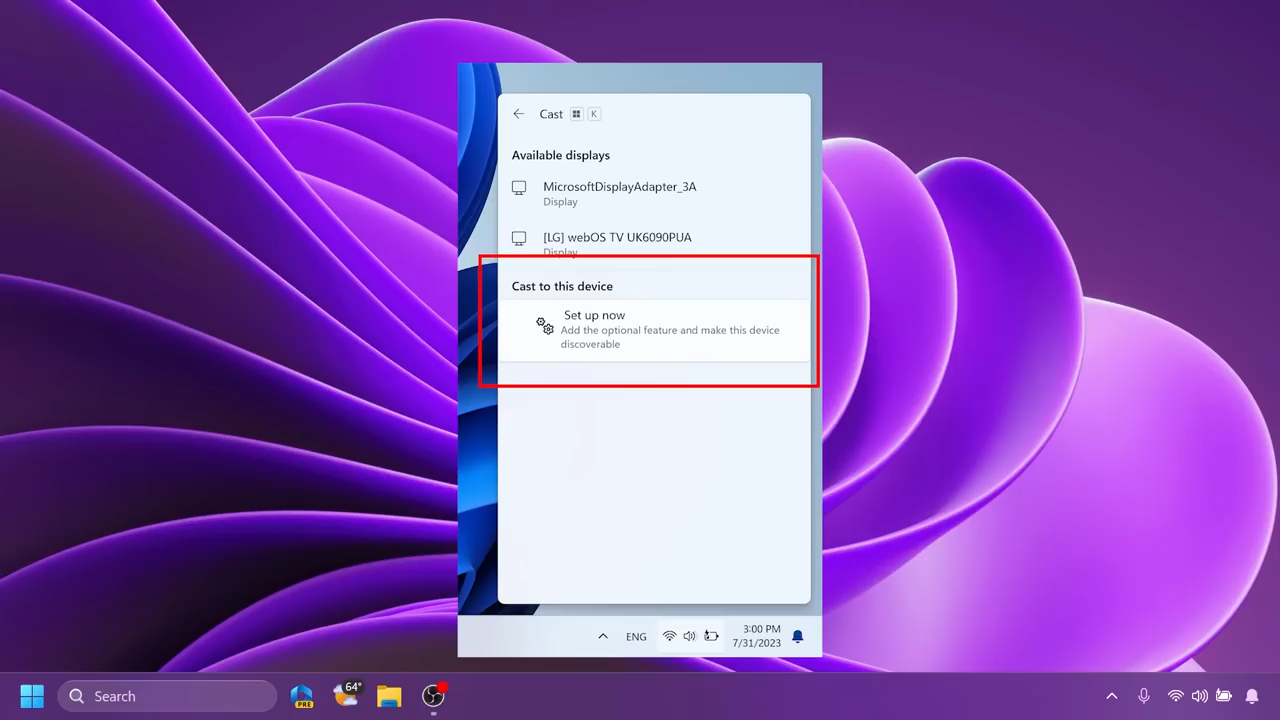 Cast K
Available displays
MicrosoftDisplayAdapter_3A
Display
[LG] webOS TV UK6090PUA
Display
Cast to this device
Set up now
Add the optional feature and make this device
discoverable
ENG
3:00 PM
7/31/2023
Search
PRE
64°